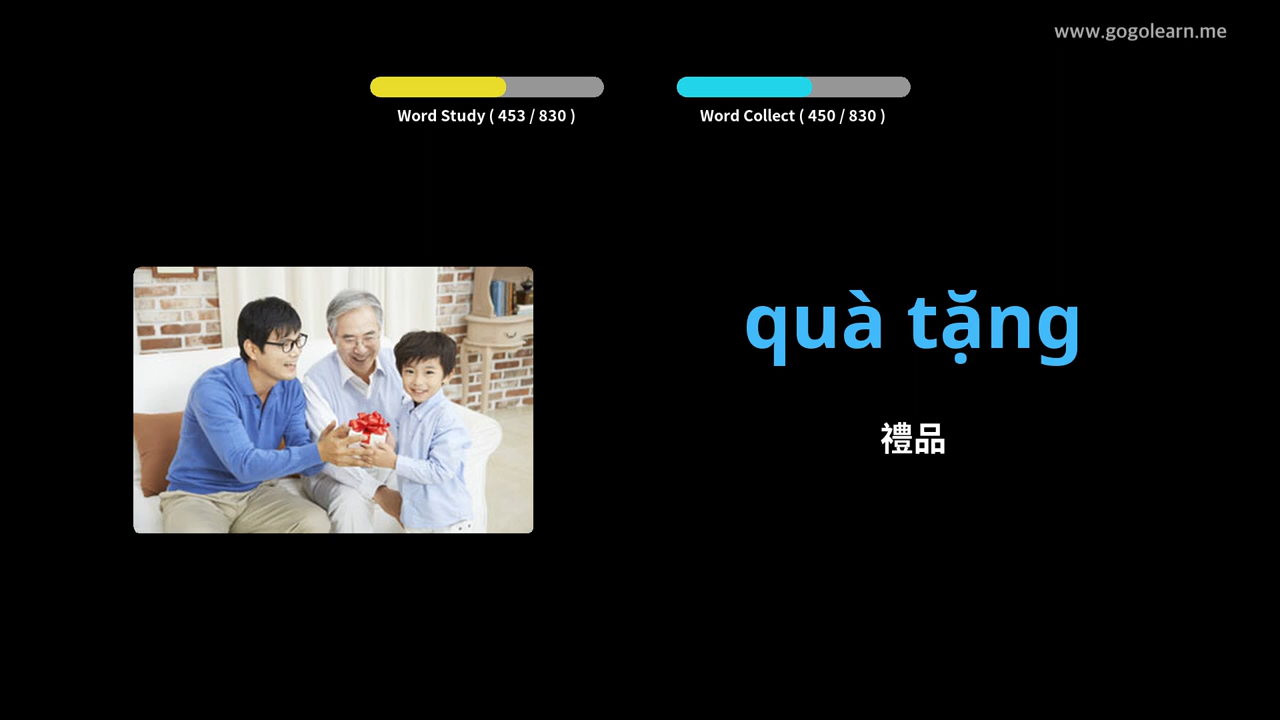 www.gogolearn.me
Word Study ( 453 / 830 )
Word Collect ( 450 / 830 )
quà tặng
禮品